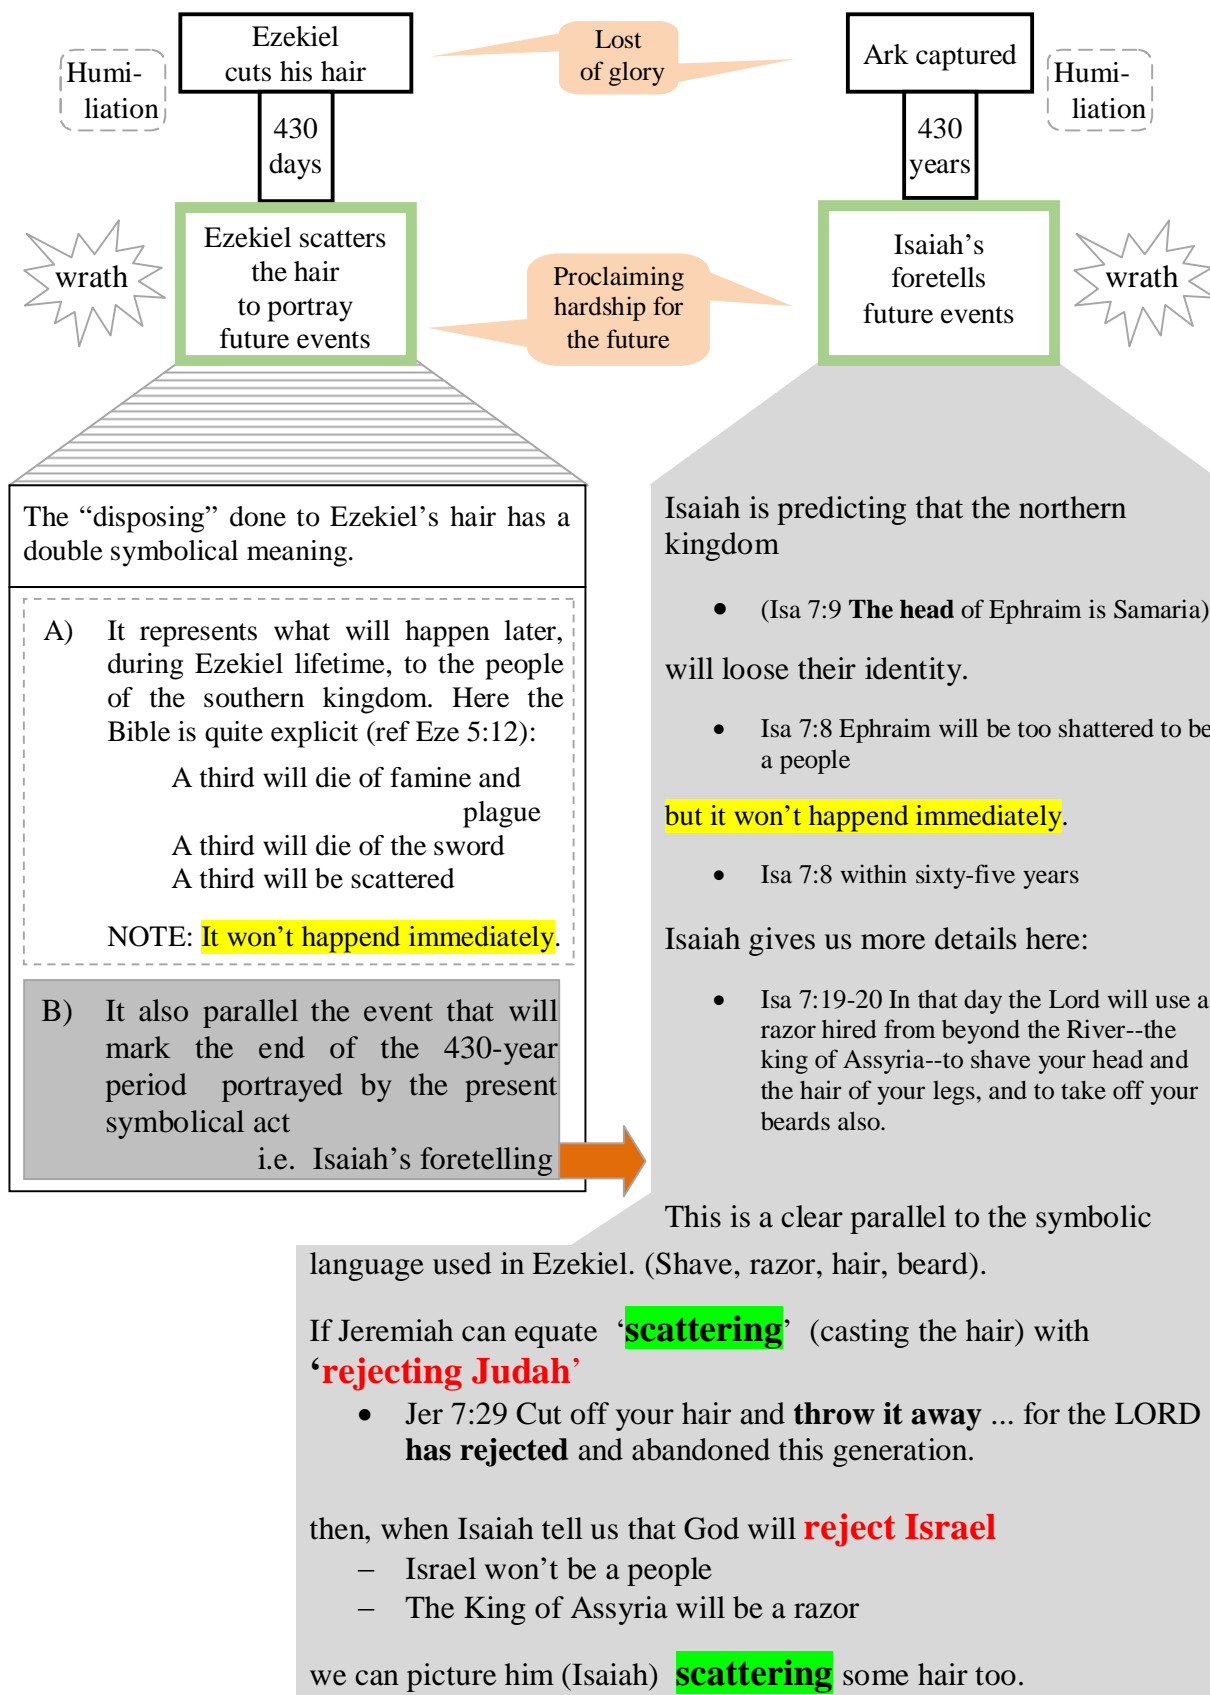 Ezekiel
cuts his hair
Lost
of glory
Ark captured
Humi-
liation
Humi-
liation
430
days
430
years
wrath
Ezekiel scatters
the hair
to portray
future events
Proclaiming
hardship for
the future
Isaiah’s
foretells
future events
wrath
The “disposing” done to Ezekiel’s hair has a
double symbolical meaning.
A) It represents what will happen later,
during Ezekiel lifetime, to the people
of the southern kingdom. Here the
Bible is quite explicit (ref Eze 5:12):
A third will die of famine and
plague
A third will die of the sword
A third will be scattered
NOTE: It won’t happend immediately.
B) It also parallel the event that will
mark the end of the 430-year
period portrayed by the present
symbolical act
i.e. Isaiah’s foretelling
Isaiah is predicting that the northern
kingdom
• (Isa 7:9 The head of Ephraim is Samaria)
will loose their identity.
• Isa 7:8 Ephraim will be too shattered to be
a people
but it won’t happend immediately.
• Isa 7:8 within sixty-five years
Isaiah gives us more details here:
• Isa 7:19-20 In that day the Lord will use a
razor hired from beyond the River--the
king of Assyria--to shave your head and
the hair of your legs, and to take off your
beards also.
This is a clear parallel to the symbolic
language used in Ezekiel. (Shave, razor, hair, beard).
If Jeremiah can equate ‘scattering’ (casting the hair) with
‘rejecting Judah’
• Jer 7:29 Cut off your hair and throw it away ... for the LORD
has rejected and abandoned this generation.
then, when Isaiah tell us that God will reject Israel
– Israel won’t be a people
– The King of Assyria will be a razor
we can picture him (Isaiah) scattering some hair too.